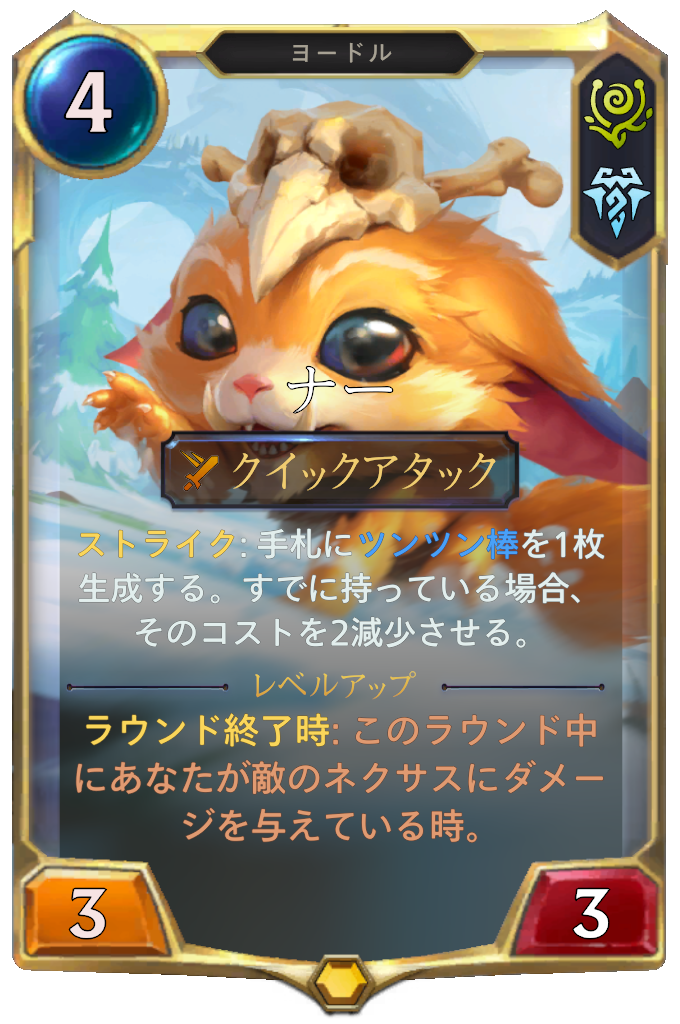 ヨードル
4
ナー
クイックアタック
ストライク: 手札にツンツン棒を1枚
生成する。すでに持っている場合、
そのコストを2減少させる。
レベルアップ
ラウンド終了時: このラウンド中
にあなたが敵のネクサスにダメー
ジを与えている時。
3
3